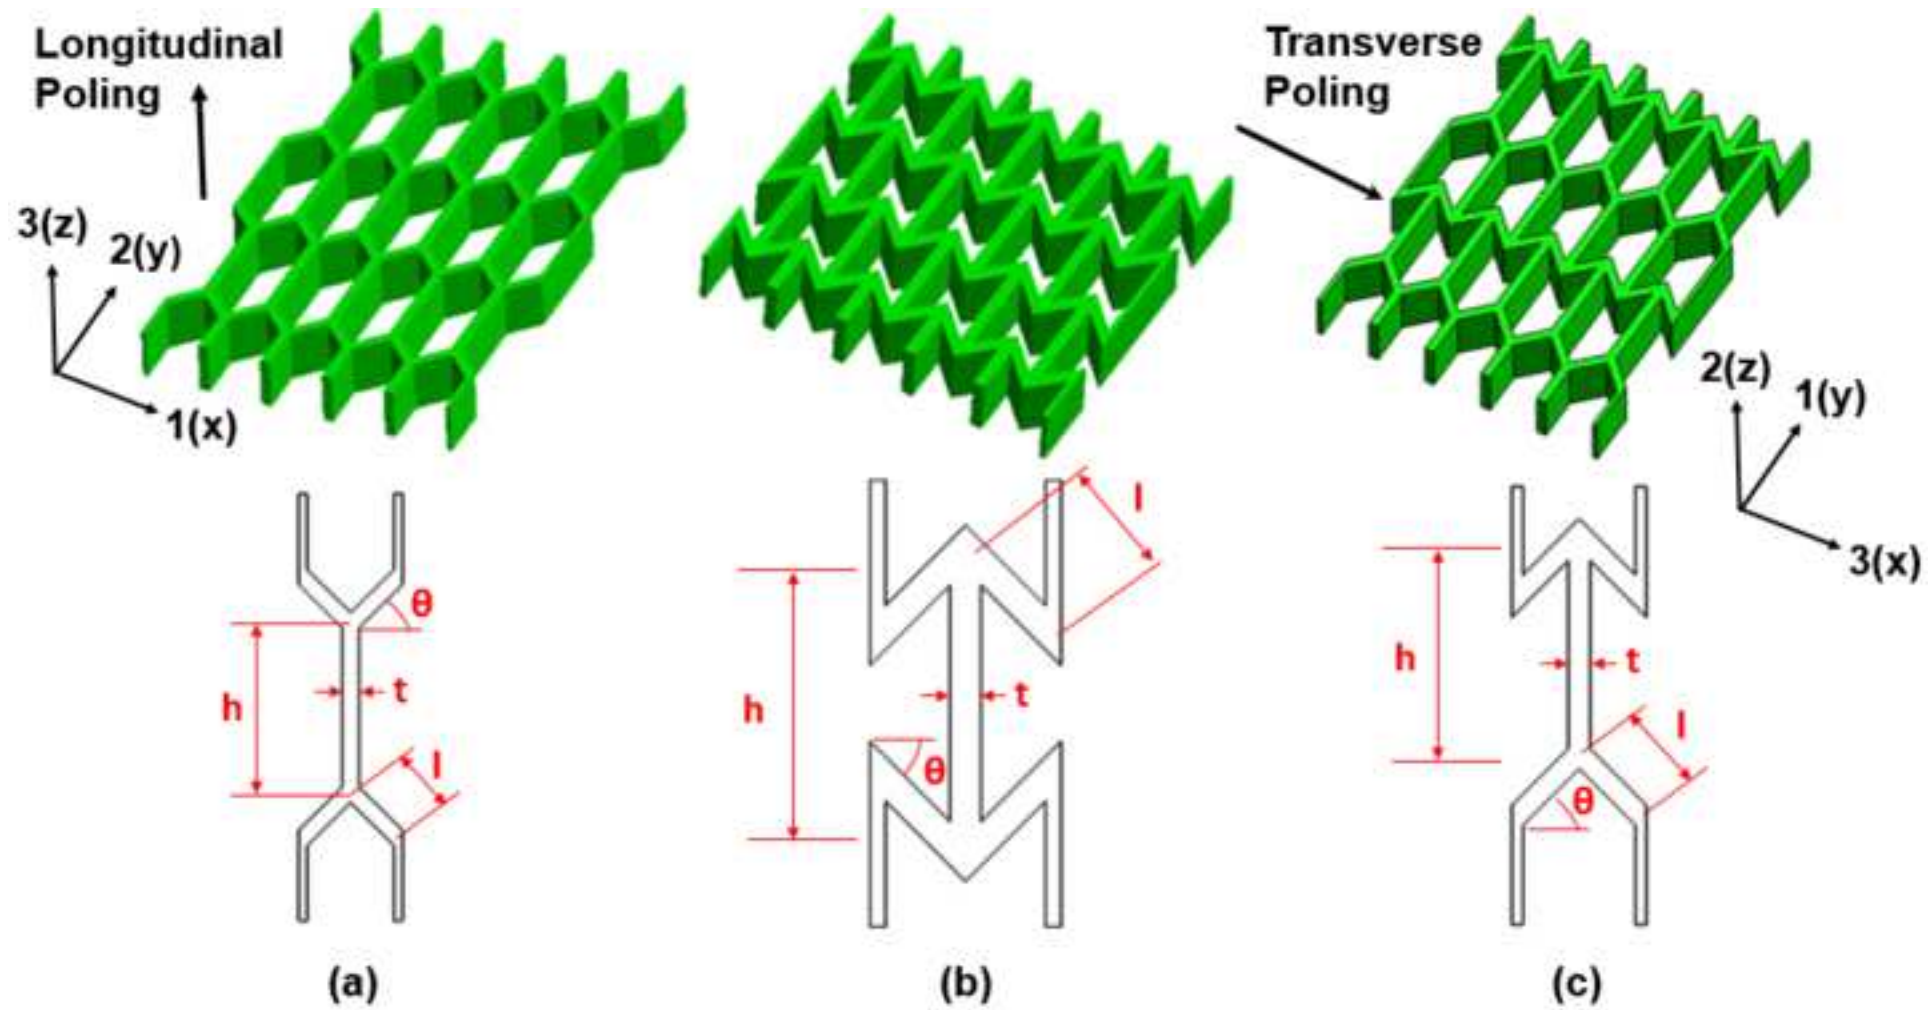 Longitudinal
Poling
Transverse
Poling
3(z)
2(y)
1(x)
2(z)
1(y)
3(x)
θ
h
t
l
l
h
t
θ
h
t
l
θ
(a)
(b)
(c)